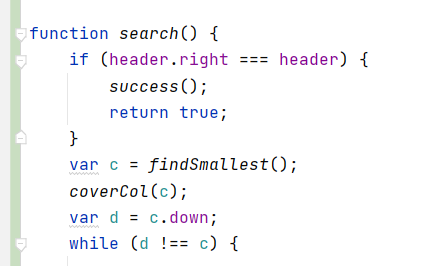 function search() {
    if (header.right === header) {
        success();
        return true;
    }
    var c = findSmallest();
    coverCol(c);
    var d = c.down;
    while (d !== c) {